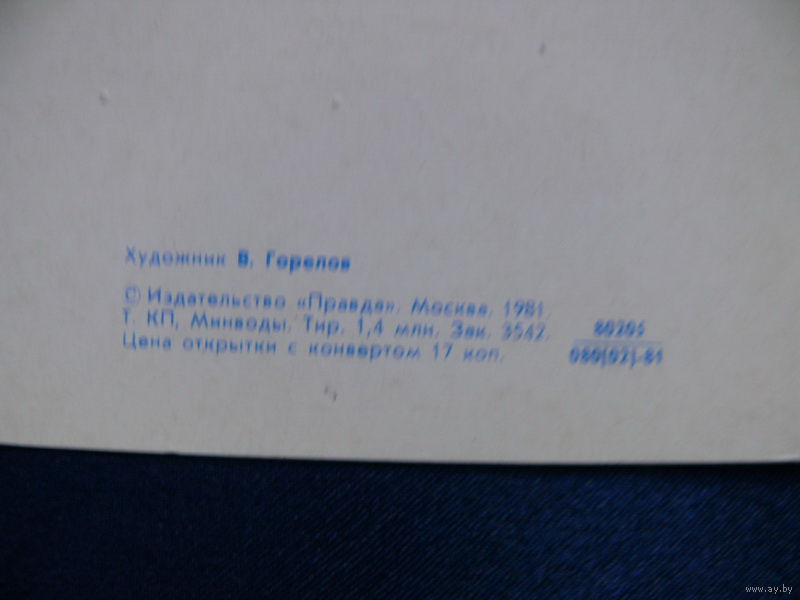 Художник В. Горелов
© Издательство «Правда». Москва. 1981.
Т. КП, Минводы. Тир. 1,4 млн. Зак. 3542.
Цена открытки с конвертом 17 коп.
80205
080(02)-81
www.ay.by